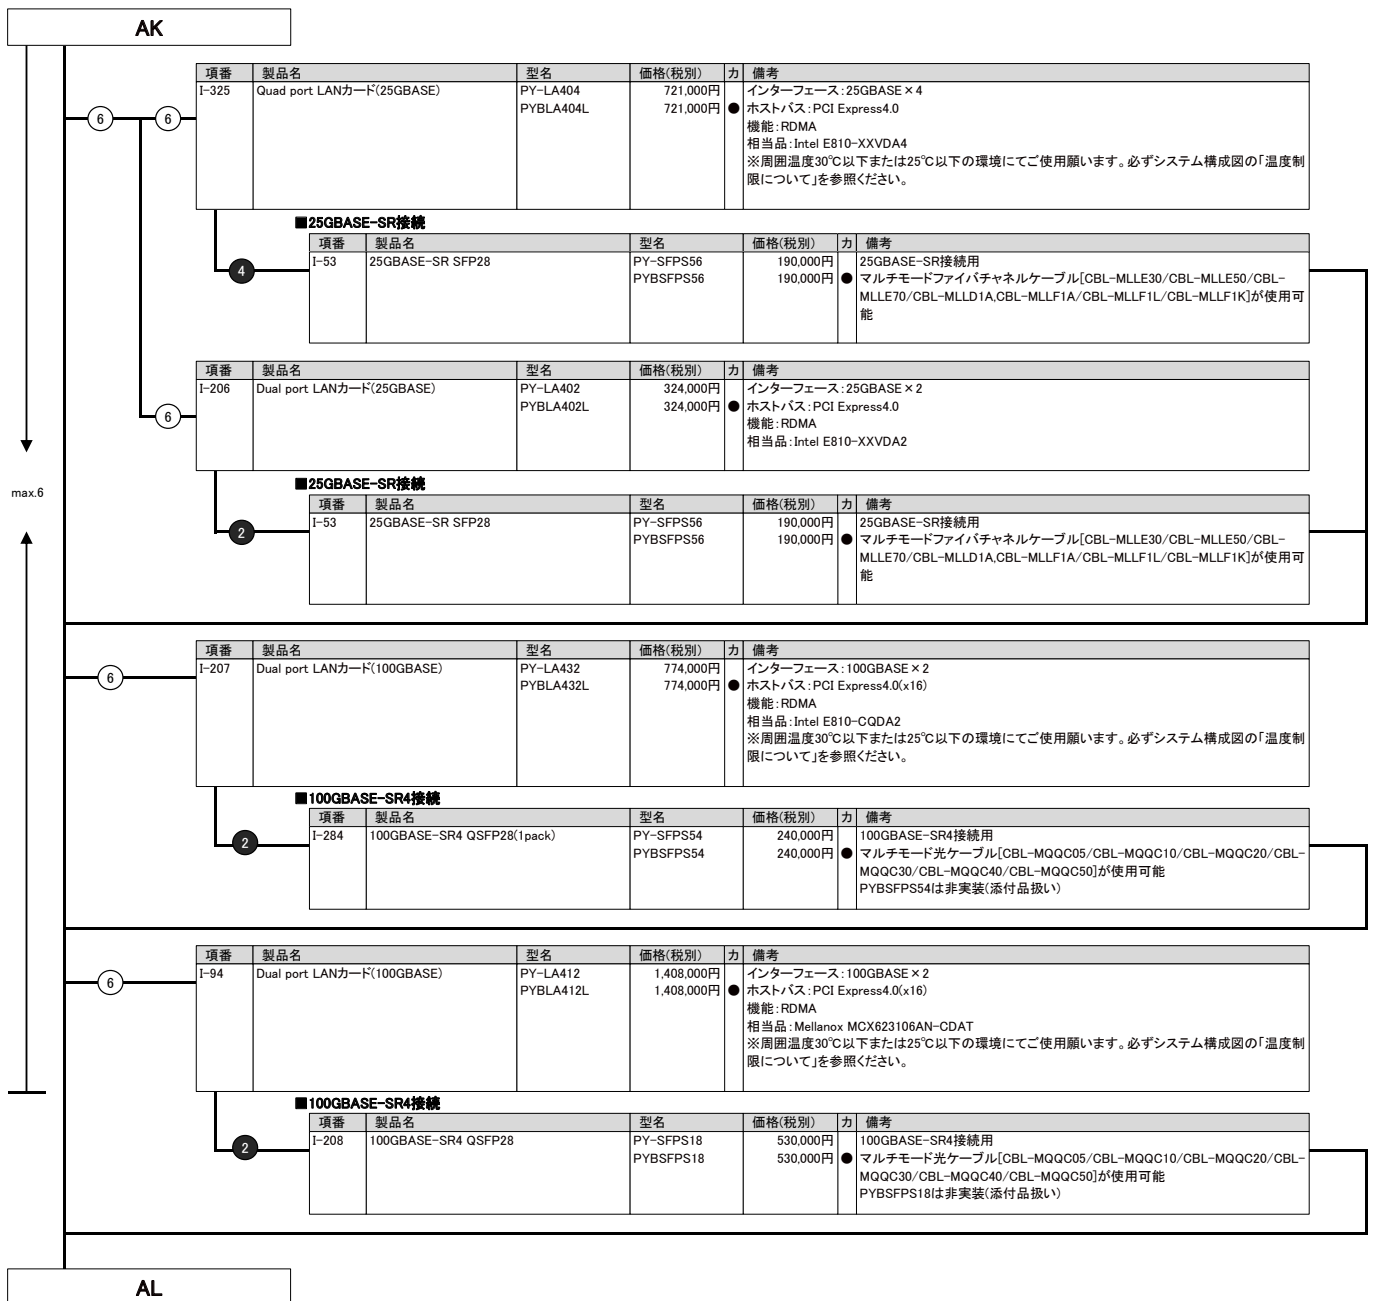 AK
項番 製品名 型名 価格(税別) カ 備考
I-325 Quad port LANカード(25GBASE) PY-LA404 721,000円 インターフェース:25GBASE×4
PYBLA404L 721,000円 ● ホストバス:PCI Express4.0
機能:RDMA
相当品:Intel E810-XXVDA4
※周囲温度30℃以下または25℃以下の環境にてご使用願います。必ずシステム構成図の「温度制
限について」を参照ください。
6 6
■25GBASE-SR接続
項番 製品名 型名 価格(税別) カ 備考
I-53 25GBASE-SR SFP28 PY-SFPS56 190,000円 25GBASE-SR接続用
PYBSFPS56 190,000円 ● マルチモードファイバチャネルケーブル[CBL-MLLE30/CBL-MLLE50/CBL-
MLLE70/CBL-MLLD1A,CBL-MLLF1A/CBL-MLLF1L/CBL-MLLF1K]が使用可
能
4
項番 製品名 型名 価格(税別) カ 備考
I-206 Dual port LANカード(25GBASE) PY-LA402 324,000円 インターフェース:25GBASE×2
PYBLA402L 324,000円 ● ホストバス:PCI Express4.0
機能:RDMA
相当品:Intel E810-XXVDA2
6
max.6
■25GBASE-SR接続
項番 製品名 型名 価格(税別) カ 備考
I-53 25GBASE-SR SFP28 PY-SFPS56 190,000円 25GBASE-SR接続用
PYBSFPS56 190,000円 ● マルチモードファイバチャネルケーブル[CBL-MLLE30/CBL-MLLE50/CBL-
MLLE70/CBL-MLLD1A,CBL-MLLF1A/CBL-MLLF1L/CBL-MLLF1K]が使用可
能
2
項番 製品名 型名 価格(税別) カ 備考
I-207 Dual port LANカード(100GBASE) PY-LA432 774,000円 インターフェース:100GBASE×2
PYBLA432L 774,000円 ● ホストバス:PCI Express4.0(x16)
機能:RDMA
相当品:Intel E810-CQDA2
※周囲温度30℃以下または25℃以下の環境にてご使用願います。必ずシステム構成図の「温度制
限について」を参照ください。
6
■100GBASE-SR4接続
項番 製品名 型名 価格(税別) カ 備考
I-284 100GBASE-SR4 QSFP28(1pack) PY-SFPS54 240,000円 100GBASE-SR4接続用
PYBSFPS54 240,000円 ● マルチモード光ケーブル[CBL-MQQC05/CBL-MQQC10/CBL-MQQC20/CBL-
MQQC30/CBL-MQQC40/CBL-MQQC50]が使用可能
PYBSFPS54は非実装(添付品扱い)
2
項番 製品名 型名 価格(税別) カ 備考
I-94 Dual port LANカード(100GBASE) PY-LA412 1,408,000円 インターフェース:100GBASE×2
PYBLA412L 1,408,000円 ● ホストバス:PCI Express4.0(x16)
機能:RDMA
相当品:Mellanox MCX623106AN-CDAT
※周囲温度30℃以下または25℃以下の環境にてご使用願います。必ずシステム構成図の「温度制
限について」を参照ください。
6
■100GBASE-SR4接続
項番 製品名 型名 価格(税別) カ 備考
I-208 100GBASE-SR4 QSFP28 PY-SFPS18 530,000円 100GBASE-SR4接続用
PYBSFPS18 530,000円 ● マルチモード光ケーブル[CBL-MQQC05/CBL-MQQC10/CBL-MQQC20/CBL-
MQQC30/CBL-MQQC40/CBL-MQQC50]が使用可能
PYBSFPS18は非実装(添付品扱い)
2
AL